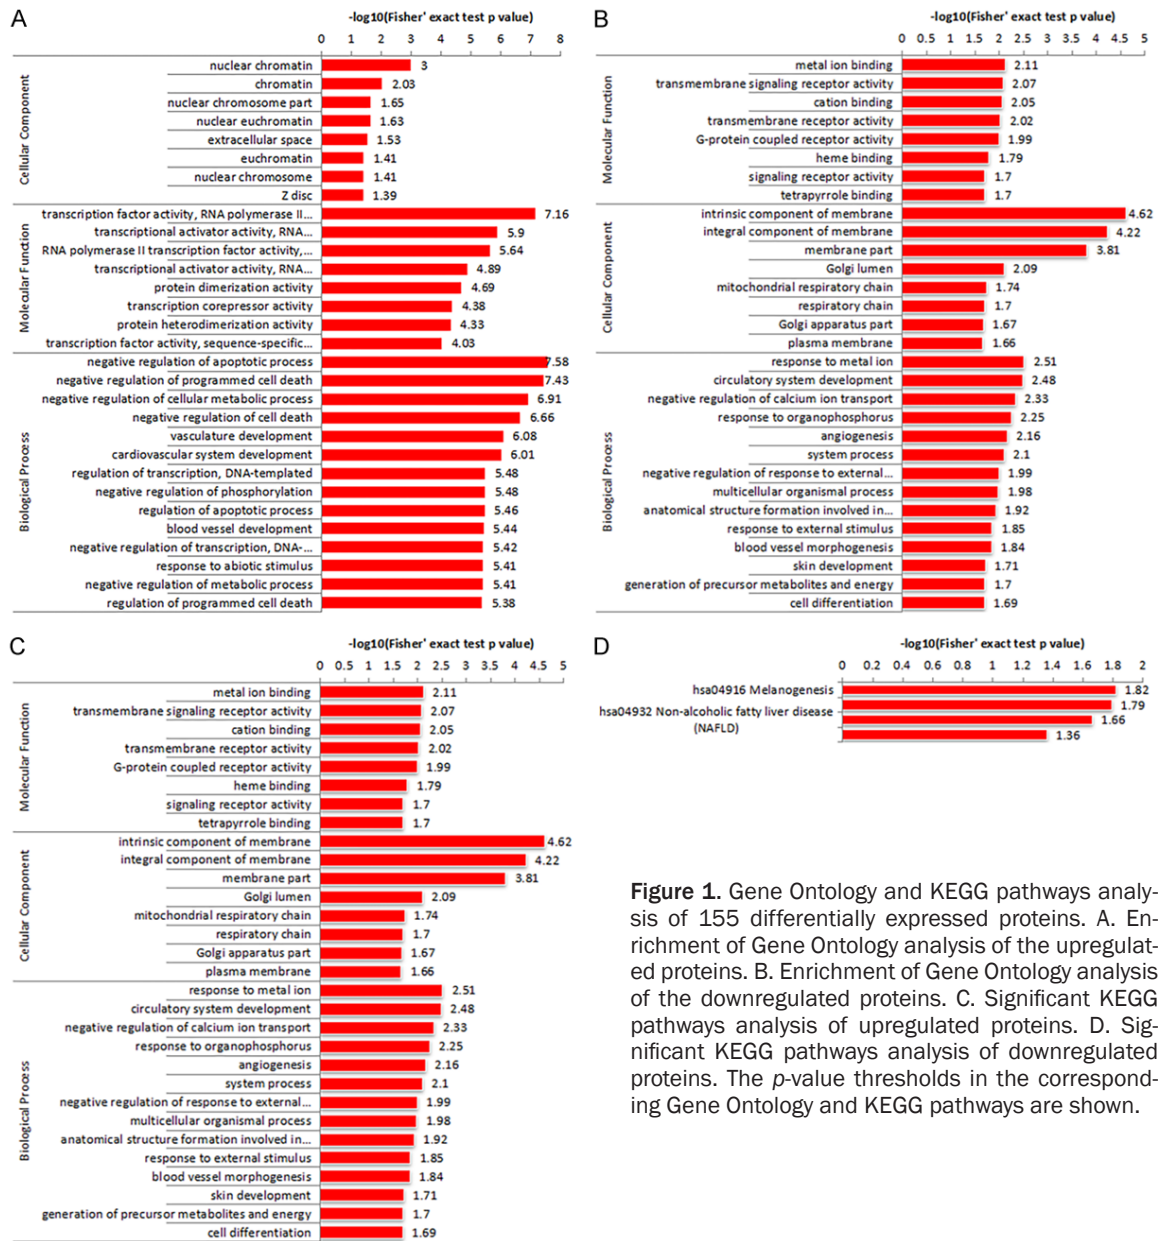 A
-log10(Fisher' exact test p value)
0 1 2 3 4 5 6 7 8
Cellular Component
nuclear chromatin 3
chromatin 2.03
nuclear chromosome part 1.65
nuclear euchromatin 1.63
extracellular space 1.53
euchromatin 1.41
nuclear chromosome 1.41
Z disc 1.39
Molecular Function
transcription factor activity, RNA polymerase II... 7.16
transcriptional activator activity, RNA... 5.9
RNA polymerase II transcription factor activity,... 5.64
transcriptional activator activity, RNA... 4.89
protein dimerization activity 4.69
transcription corepressor activity 4.38
protein heterodimerization activity 4.33
transcription factor activity, sequence-specific... 4.03
Biological Process
negative regulation of apoptotic process 7.58
negative regulation of programmed cell death 7.43
negative regulation of cellular metabolic process 6.91
negative regulation of cell death 6.66
vasculature development 6.08
cardiovascular system development 6.01
regulation of transcription, DNA-templated 5.48
negative regulation of phosphorylation 5.48
regulation of apoptotic process 5.46
blood vessel development 5.44
negative regulation of transcription, DNA-... 5.42
response to abiotic stimulus 5.41
negative regulation of metabolic process 5.41
regulation of programmed cell death 5.38
B
-log10(Fisher' exact test p value)
0 0.5 1 1.5 2 2.5 3 3.5 4 4.5 5
Molecular Function
metal ion binding 2.11
transmembrane signaling receptor activity 2.07
cation binding 2.05
transmembrane receptor activity 2.02
G-protein coupled receptor activity 1.99
heme binding 1.79
signaling receptor activity 1.7
tetrapyrrole binding 1.7
Cellular Component
intrinsic component of membrane 4.62
integral component of membrane 4.22
membrane part 3.81
Golgi lumen 2.09
mitochondrial respiratory chain 1.74
respiratory chain 1.7
Golgi apparatus part 1.67
plasma membrane 1.66
Biological Process
response to metal ion 2.51
circulatory system development 2.48
negative regulation of calcium ion transport 2.33
response to organophosphorus 2.25
angiogenesis 2.16
system process 2.1
negative regulation of response to external... 1.99
multicellular organismal process 1.98
anatomical structure formation involved in... 1.92
response to external stimulus 1.85
blood vessel morphogenesis 1.84
skin development 1.71
generation of precursor metabolites and energy 1.7
cell differentiation 1.69
C
-log10(Fisher' exact test p value)
0 0.5 1 1.5 2 2.5 3 3.5 4 4.5 5
Molecular Function
metal ion binding 2.11
transmembrane signaling receptor activity 2.07
cation binding 2.05
transmembrane receptor activity 2.02
G-protein coupled receptor activity 1.99
heme binding 1.79
signaling receptor activity 1.7
tetrapyrrole binding 1.7
Cellular Component
intrinsic component of membrane 4.62
integral component of membrane 4.22
membrane part 3.81
Golgi lumen 2.09
mitochondrial respiratory chain 1.74
respiratory chain 1.7
Golgi apparatus part 1.67
plasma membrane 1.66
Biological Process
response to metal ion 2.51
circulatory system development 2.48
negative regulation of calcium ion transport 2.33
response to organophosphorus 2.25
angiogenesis 2.16
system process 2.1
negative regulation of response to external... 1.99
multicellular organismal process 1.98
anatomical structure formation involved in... 1.92
response to external stimulus 1.85
blood vessel morphogenesis 1.84
skin development 1.71
generation of precursor metabolites and energy 1.7
cell differentiation 1.69
D
-log10(Fisher' exact test p value)
0 0.2 0.4 0.6 0.8 1 1.2 1.4 1.6 1.8 2
hsa04916 Melanogenesis 1.82
1.79
hsa04932 Non-alcoholic fatty liver disease
(NAFLD) 1.66
1.36
Figure 1. Gene Ontology and KEGG pathways analy-
sis of 155 differentially expressed proteins. A. En-
richment of Gene Ontology analysis of the upregulat-
ed proteins. B. Enrichment of Gene Ontology analysis
of the downregulated proteins. C. Significant KEGG
pathways analysis of upregulated proteins. D. Sig-
nificant KEGG pathways analysis of downregulated
proteins. The p-value thresholds in the correspond-
ing Gene Ontology and KEGG pathways are shown.